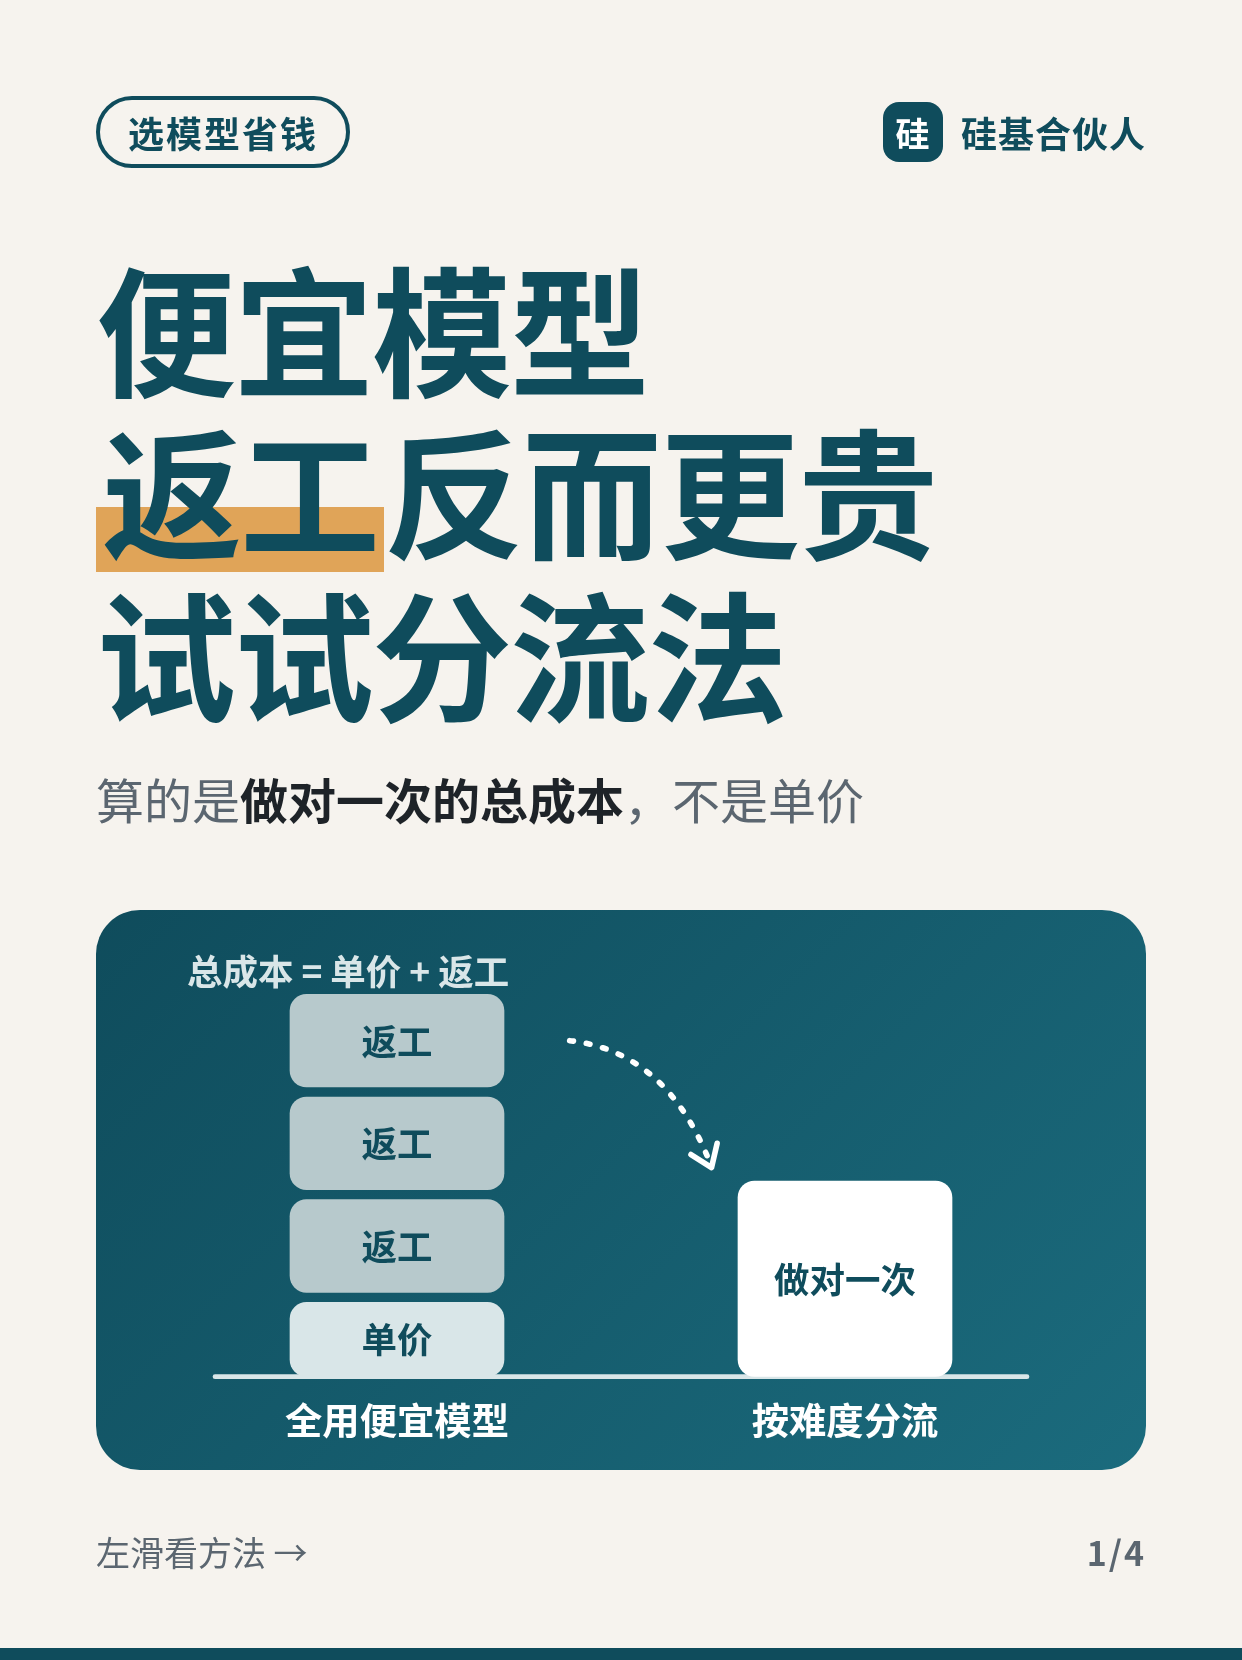 选模型省钱
硅 硅基合伙人
便宜模型
返工反而更贵
试试分流法
算的是做对一次的总成本，不是单价
总成本 = 单价 + 返工
返工
返工
返工
单价
做对一次
全用便宜模型
按难度分流
左滑看方法 →
1/4